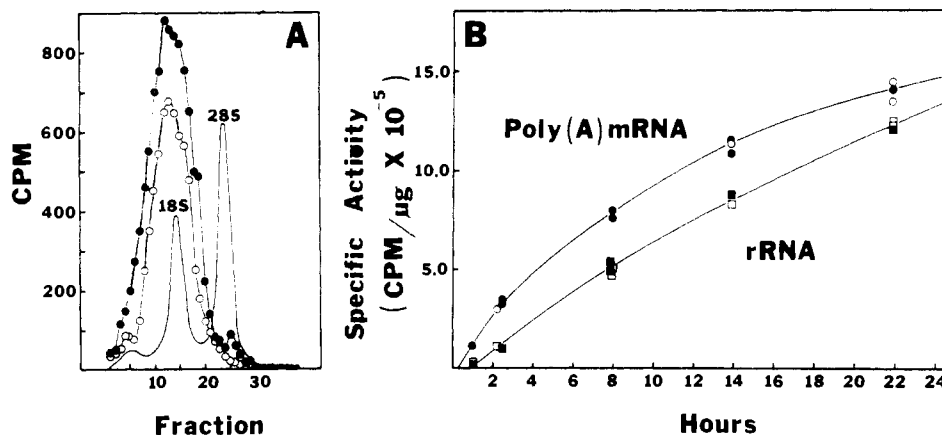 A
800
600
400
200
CPM
18S
28S
10
20
30
Fraction
B
Specific Activity
(CPM/µg X 10-5)
15.0
10.0
5.0
Poly(A)mRNA
rRNA
2
4
6
8
10
12
14
16
18
20
22
24
Hours